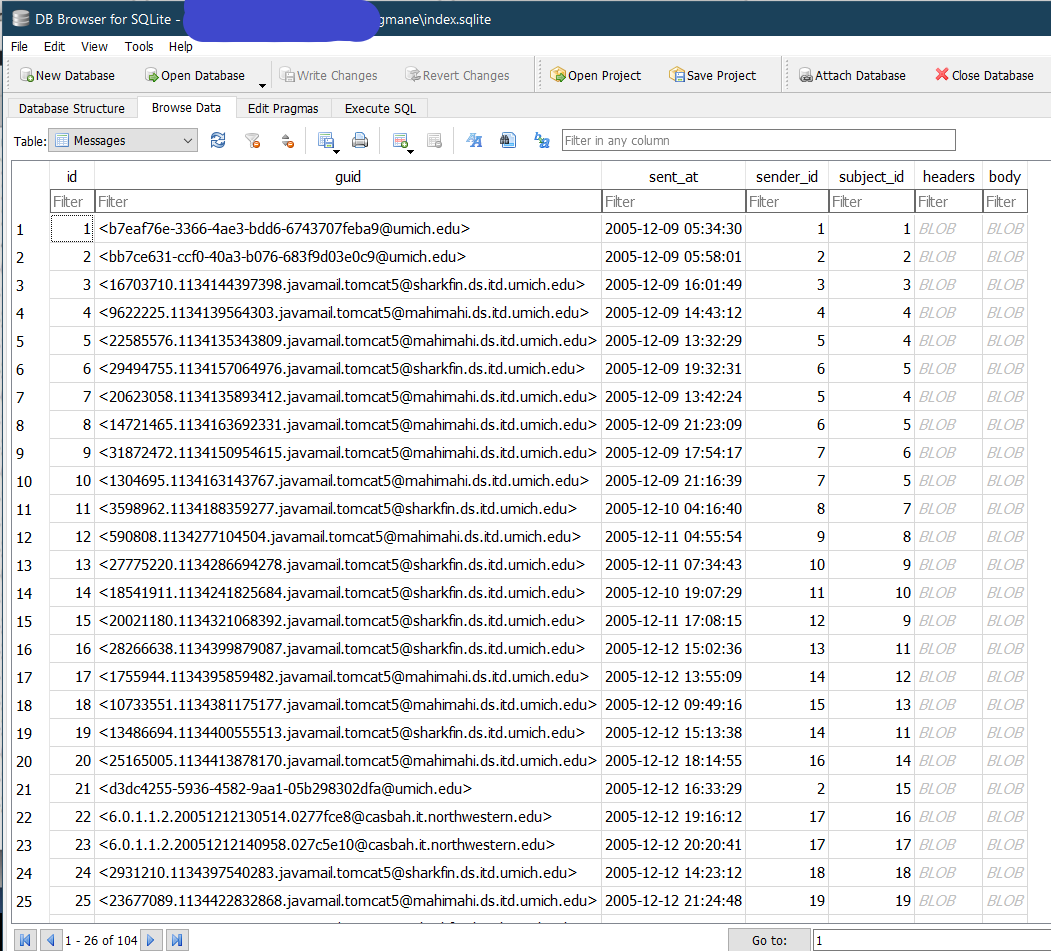 DB Browser for SQLite - gmane\index.sqlite
File Edit View Tools Help
New Database Open Database Write Changes Revert Changes Open Project Save Project Attach Database Close Database
Database Structure Browse Data Edit Pragmas Execute SQL
Table: Messages Filter in any column
id guid sent_at sender_id subject_id headers body
Filter Filter Filter Filter Filter Filter Filter
1 1 <b7eaf76e-3366-4ae3-bdd6-6743707feba9@umich.edu> 2005-12-09 05:34:30 1 1 BLOB BLOB
2 2 <bb7ce631-ccf0-40a3-b076-683f9d03e0c9@umich.edu> 2005-12-09 05:58:01 2 2 BLOB BLOB
3 3 <16703710.1134144397398.javamail.tomcat5@sharkfin.ds.itd.umich.edu> 2005-12-09 16:01:49 3 3 BLOB BLOB
4 4 <9622225.1134139564303.javamail.tomcat5@mahimahi.ds.itd.umich.edu> 2005-12-09 14:43:12 4 4 BLOB BLOB
5 5 <22585576.1134135343809.javamail.tomcat5@mahimahi.ds.itd.umich.edu> 2005-12-09 13:32:29 5 4 BLOB BLOB
6 6 <29494755.1134157064976.javamail.tomcat5@sharkfin.ds.itd.umich.edu> 2005-12-09 19:32:31 6 5 BLOB BLOB
7 7 <20623058.1134135893412.javamail.tomcat5@mahimahi.ds.itd.umich.edu> 2005-12-09 13:42:24 5 4 BLOB BLOB
8 8 <14721465.1134163692331.javamail.tomcat5@sharkfin.ds.itd.umich.edu> 2005-12-09 21:23:09 6 5 BLOB BLOB
9 9 <31872472.1134150954615.javamail.tomcat5@sharkfin.ds.itd.umich.edu> 2005-12-09 17:54:17 7 6 BLOB BLOB
10 10 <1304695.1134163143767.javamail.tomcat5@mahimahi.ds.itd.umich.edu> 2005-12-09 21:16:39 7 5 BLOB BLOB
11 11 <3598962.1134188359277.javamail.tomcat5@sharkfin.ds.itd.umich.edu> 2005-12-10 04:16:40 8 7 BLOB BLOB
12 12 <590808.1134277104504.javamail.tomcat5@mahimahi.ds.itd.umich.edu> 2005-12-11 04:55:54 9 8 BLOB BLOB
13 13 <27775220.1134286694278.javamail.tomcat5@sharkfin.ds.itd.umich.edu> 2005-12-11 07:34:43 10 9 BLOB BLOB
14 14 <18541911.1134241825684.javamail.tomcat5@sharkfin.ds.itd.umich.edu> 2005-12-10 19:07:29 11 10 BLOB BLOB
15 15 <20021180.1134321068392.javamail.tomcat5@sharkfin.ds.itd.umich.edu> 2005-12-11 17:08:15 12 9 BLOB BLOB
16 16 <28266638.1134399879087.javamail.tomcat5@sharkfin.ds.itd.umich.edu> 2005-12-12 15:02:36 13 11 BLOB BLOB
17 17 <1755944.1134395859482.javamail.tomcat5@mahimahi.ds.itd.umich.edu> 2005-12-12 13:55:09 14 12 BLOB BLOB
18 18 <10733551.1134381175177.javamail.tomcat5@mahimahi.ds.itd.umich.edu> 2005-12-12 09:49:16 15 13 BLOB BLOB
19 19 <13486694.1134400555513.javamail.tomcat5@sharkfin.ds.itd.umich.edu> 2005-12-12 15:13:38 14 11 BLOB BLOB
20 20 <25165005.1134413878170.javamail.tomcat5@mahimahi.ds.itd.umich.edu> 2005-12-12 18:14:55 16 14 BLOB BLOB
21 21 <d3dc4255-5936-4582-9aa1-05b298302dfa@umich.edu> 2005-12-12 16:33:29 2 15 BLOB BLOB
22 22 <6.0.1.1.2.20051212130514.0277fce8@casbah.it.northwestern.edu> 2005-12-12 19:16:12 17 16 BLOB BLOB
23 23 <6.0.1.1.2.20051212140958.027c5e10@casbah.it.northwestern.edu> 2005-12-12 20:20:41 17 17 BLOB BLOB
24 24 <2931210.1134397540283.javamail.tomcat5@sharkfin.ds.itd.umich.edu> 2005-12-12 14:23:12 18 18 BLOB BLOB
25 25 <23677089.1134422832868.javamail.tomcat5@mahimahi.ds.itd.umich.edu> 2005-12-12 21:24:48 19 19 BLOB BLOB
1 - 26 of 104 Go to: 1